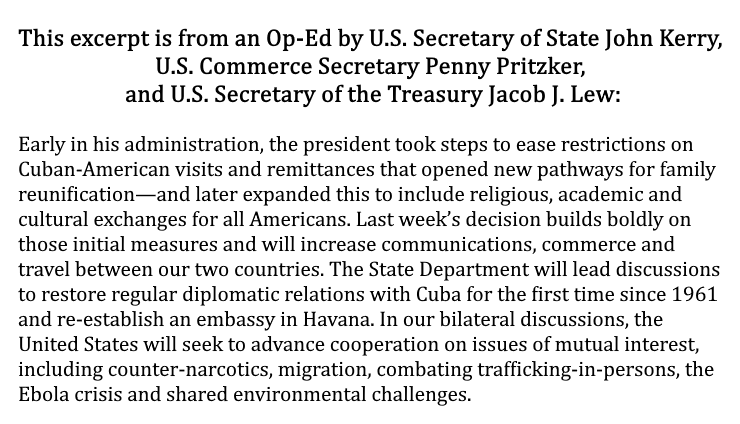 This excerpt is from an Op-Ed by U.S. Secretary of State John Kerry,
U.S. Commerce Secretary Penny Pritzker,
and U.S. Secretary of the Treasury Jacob J. Lew:
Early in his administration, the president took steps to ease restrictions on
Cuban-American visits and remittances that opened new pathways for family
reunification—and later expanded this to include religious, academic and
cultural exchanges for all Americans. Last week’s decision builds boldly on
those initial measures and will increase communications, commerce and
travel between our two countries. The State Department will lead discussions
to restore regular diplomatic relations with Cuba for the first time since 1961
and re-establish an embassy in Havana. In our bilateral discussions, the
United States will seek to advance cooperation on issues of mutual interest,
including counter-narcotics, migration, combating trafficking-in-persons, the
Ebola crisis and shared environmental challenges.